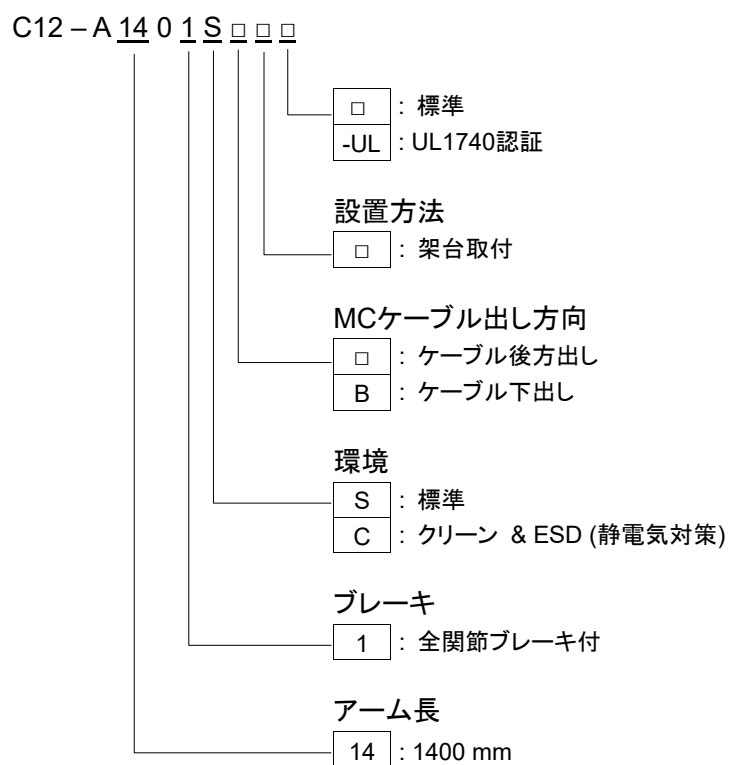 C12 – A 14 0 1 S □ □ □
□ : 標準
-UL : UL1740認証
設置方法
□ : 架台取付
MCケーブル出し方向
□ : ケーブル後方出し
B : ケーブル下出し
環境
S : 標準
C : クリーン & ESD (静電気対策)
ブレーキ
1 : 全関節ブレーキ付
アーム長
14 : 1400 mm